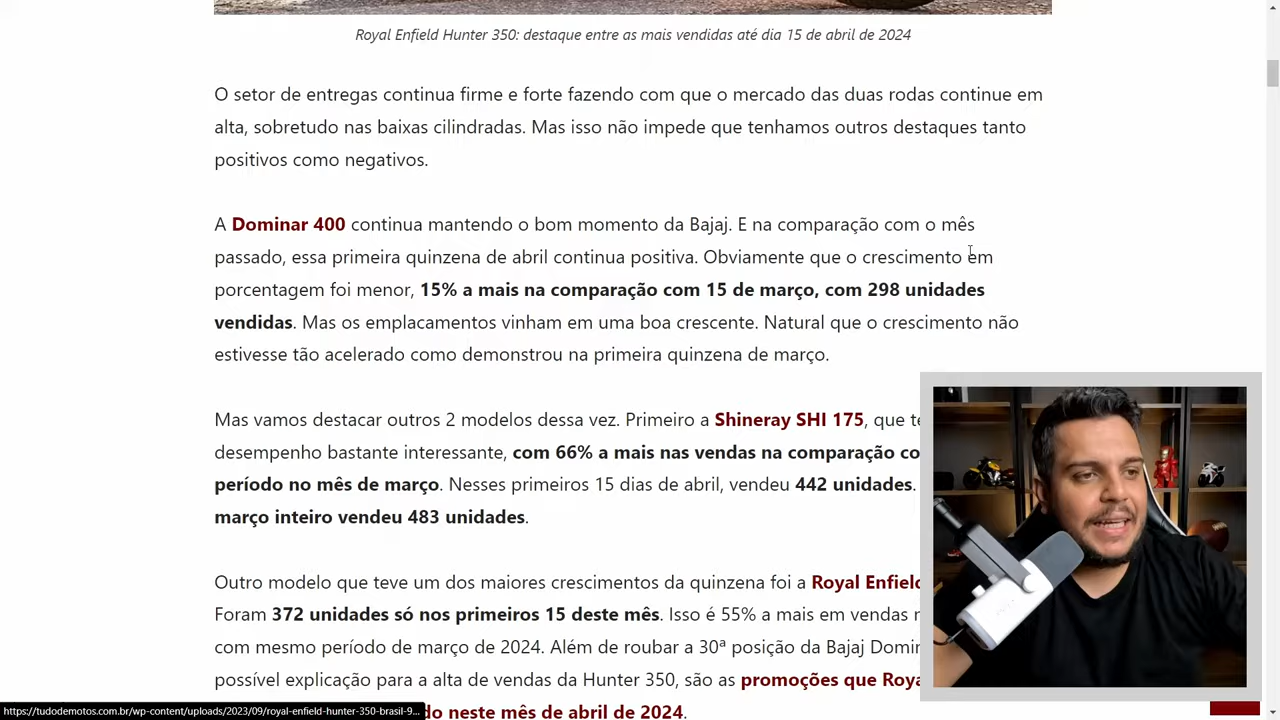 Royal Enfield Hunter 350: destaque entre as mais vendidas até dia 15 de abril de 2024
O setor de entregas continua firme e forte fazendo com que o mercado das duas rodas continue em
alta, sobretudo nas baixas cilindradas. Mas isso não impede que tenhamos outros destaques tanto
positivos como negativos.
A Dominar 400 continua mantendo o bom momento da Bajaj. E na comparação com o mês
passado, essa primeira quinzena de abril continua positiva. Obviamente que o crescimento em
porcentagem foi menor, 15% a mais na comparação com 15 de março, com 298 unidades
vendidas. Mas os emplacamentos vinham em uma boa crescente. Natural que o crescimento não
estivesse tão acelerado como demonstrou na primeira quinzena de março.
Mas vamos destacar outros 2 modelos dessa vez. Primeiro a Shineray SHI 175, que
desempenho bastante interessante, com 66% a mais nas vendas na comparação
período no mês de março. Nesses primeiros 15 dias de abril, vendeu 442 unidades.
março inteiro vendeu 483 unidades.
Outro modelo que teve um dos maiores crescimentos da quinzena foi a Royal Enfield
Foram 372 unidades só nos primeiros 15 deste mês. Isso é 55% a mais em vendas
com mesmo período de março de 2024. Além de roubar a 30ª posição da Bajaj
possível explicação para a alta de vendas da Hunter 350, são as promoções que
neste mês de abril de 2024.
https://tudodemotos.com.br/wp-content/uploads/2023/09/royal-enfield-hunter-350-brasil-9...